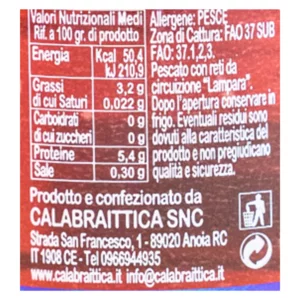 Valori Nutrizionali Medi
Rif. a 100 gr. di prodotto
Energia Kcal 50,4
kJ 210,9
Grassi 3,2 g
di cui Saturi 0,022 g
Carboidrati 0 g
di cui zuccheri 0 g
Proteine 5,4 g
Sale 0,30 g
Allergene: PESCE
Zona di Cattura: FAO 37 SUB
FAO: 37.1,2,3.
Pescato con reti da
circuizione "Lampara".
Dopo l'apertura conservare in
frigo. Eventuali residui sono
dovuti alla caratteristica del
prodotto e non pregiudicano
qualità e sicurezza.
Prodotto e confezionato da
CALABRAITTICA SNC
Strada San Francesco, 1 - 89020 Anoia RC
IT 1908 CE - Tel 0966944935
www.calabraittica.it info@calabraittica.it